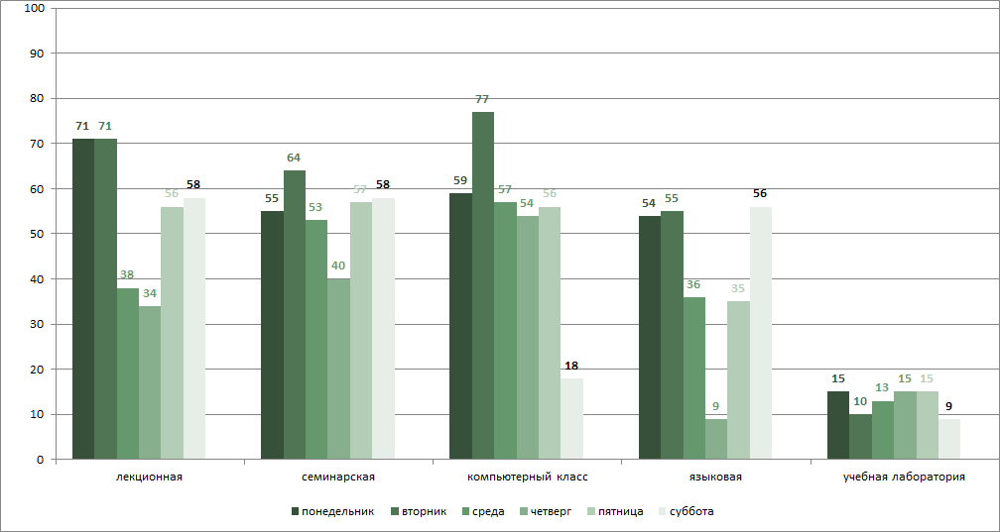 100
90
80
70
60
50
40
30
20
10
0
71 71 38 34 56 58
55 64 53 40 57 58
59 77 57 54 56 18
54 55 36 9 35 56
15 10 13 15 15 9
лекционная семинарская компьютерный класс языковая учебная лаборатория
понедельник вторник среда четверг пятница суббота